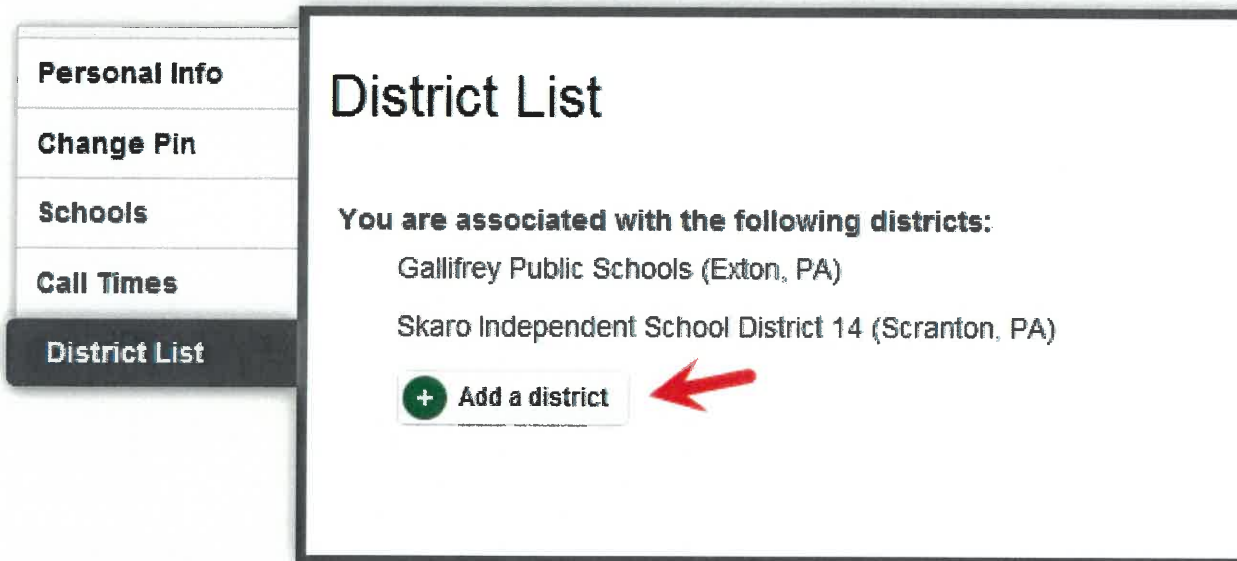 Personal Info
Change Pin
Schools
Call Times
District List
District List
You are associated with the following districts:
Gallifrey Public Schools (Exton, PA)
Skaro Independent School District 14 (Scranton, PA)
+ Add a district